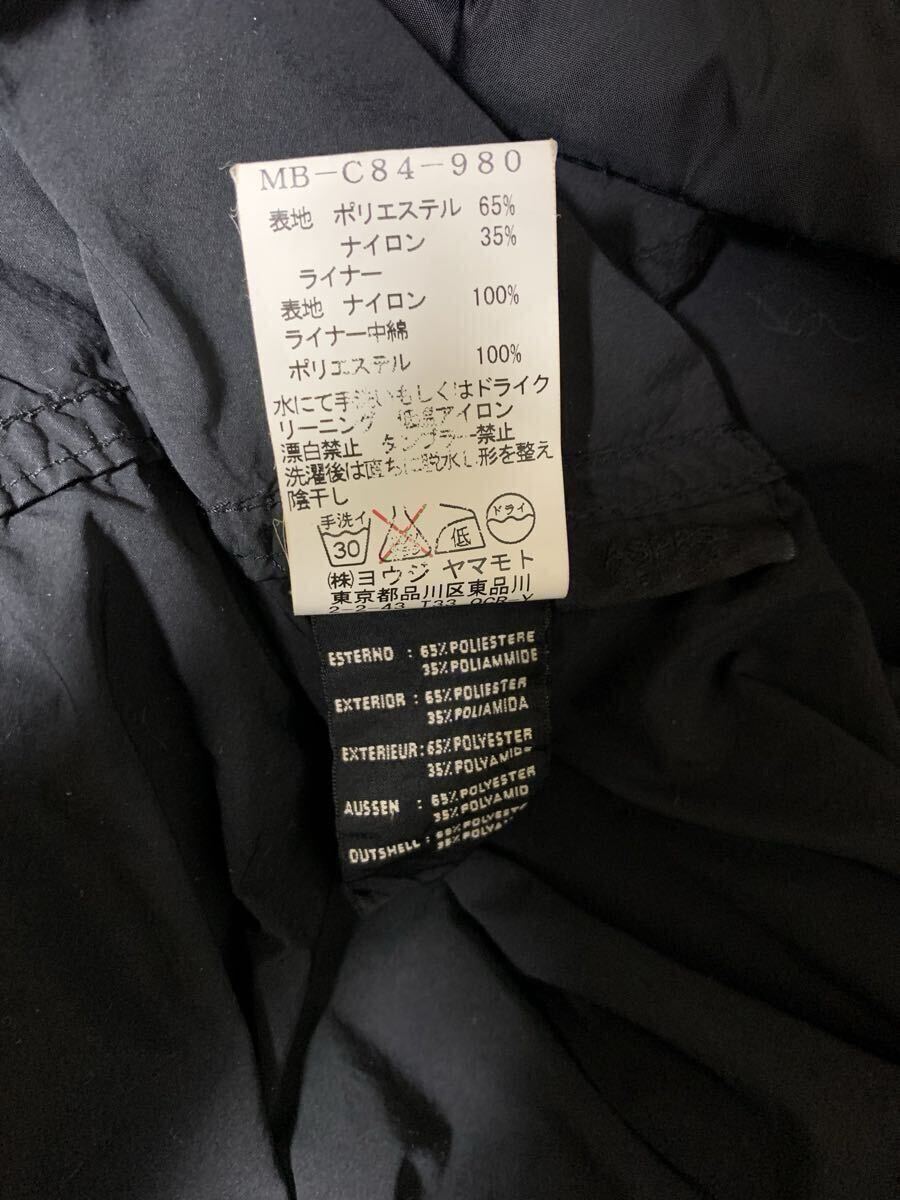 MB-C84-980
表地 ポリエステル 65%
ナイロン 35%
ライナー
表地 ナイロン 100%
ライナー中綿
ポリエステル 100%
水にて手洗いもしくはドライク
リーニング 低温アイロン
漂白禁止 タンブラー禁止
洗濯後は直ちに脱水し形を整え
陰干し
手洗イ 30 低 ドライ
㈱ヨウジ ヤマモト
東京都品川区東品川
2-2-43 T33 OCR-Y
ESTERNO : 65%POLIESTERE
35%POLIAMMIDE
EXTERIOR : 65%POLIESTER
35%POLIAMIDA
EXTERIEUR:65%POLYESTER
35%POLYAMIDE
AUSSEN : 65%POLYESTER
35%POLYAMID
OUTSHELL: